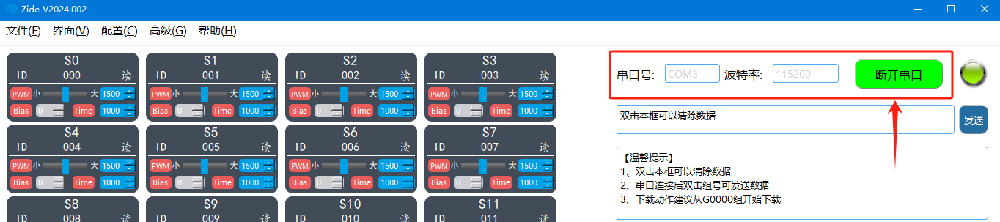 Zide V2024.002
文件(F) 界面(V) 配置(C) 高级(G) 帮助(H)
S0
ID 000 读
PWM 小 大 1500
Bias 0 Time 1000
S1
ID 001 读
PWM 小 大 1500
Bias 0 Time 1000
S2
ID 002 读
PWM 小 大 1500
Bias 0 Time 1000
S3
ID 003 读
PWM 小 大 1500
Bias 0 Time 1000
S4
ID 004 读
PWM 小 大 1500
Bias 0 Time 1000
S5
ID 005 读
PWM 小 大 1500
Bias 0 Time 1000
S6
ID 006 读
PWM 小 大 1500
Bias 0 Time 1000
S7
ID 007 读
PWM 小 大 1500
Bias 0 Time 1000
S8
ID 008 读
S9
ID 009 读
S10
ID 010 读
S11
ID 011 读
串口号: COM3 波特率: 115200 断开串口
双击本框可以清除数据 发送
【温馨提示】
1、双击本框可以清除数据
2、串口连接后双击组号可发送数据
3、下载动作建议从G0000组开始下载